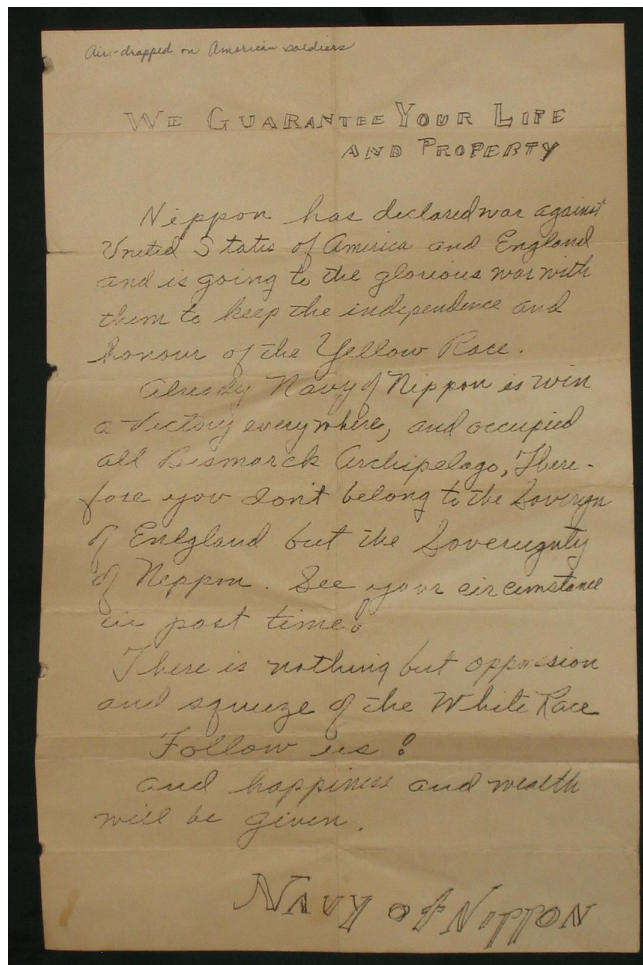 Air-dropped on American soldiers
WE GUARANTEE YOUR LIFE
AND PROPERTY
Nippon has declared war against
United States of America and England
and is going to the glorious war with
them to keep the independence and
honour of the Yellow Race.
Already Navy of Nippon is win
a victory everywhere, and occupied
all Bismarck Archipelago, There-
fore you don't belong to the Soverign
of England but the Sovereignty
of Nippon. See your circumstance
in past time!
There is nothing but oppression
and squeeze of the White Race
Follow us!
and happiness and wealth
will be given.
NAVY of NIPPON